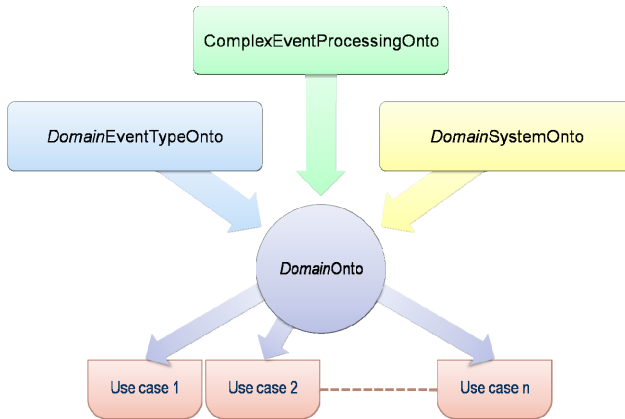 ComplexEventProcessingOnto
DomainEventTypeOnto
DomainSystemOnto
DomainOnto
Use case 1
Use case 2
Use case n